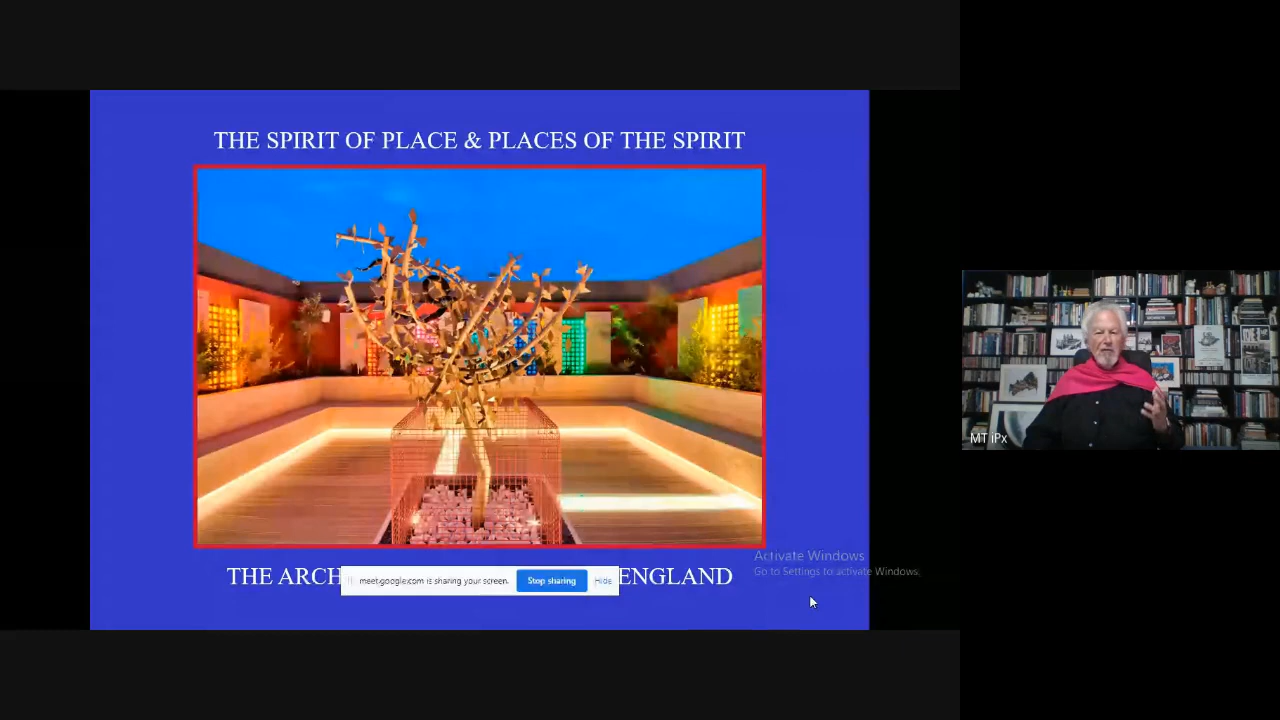 THE SPIRIT OF PLACE & PLACES OF THE SPIRIT
Activate Windows
Go to Settings to activate Windows.
THE ARCH ENGLAND
meet.google.com is sharing your screen.
Stop sharing
Hide
MT iPx